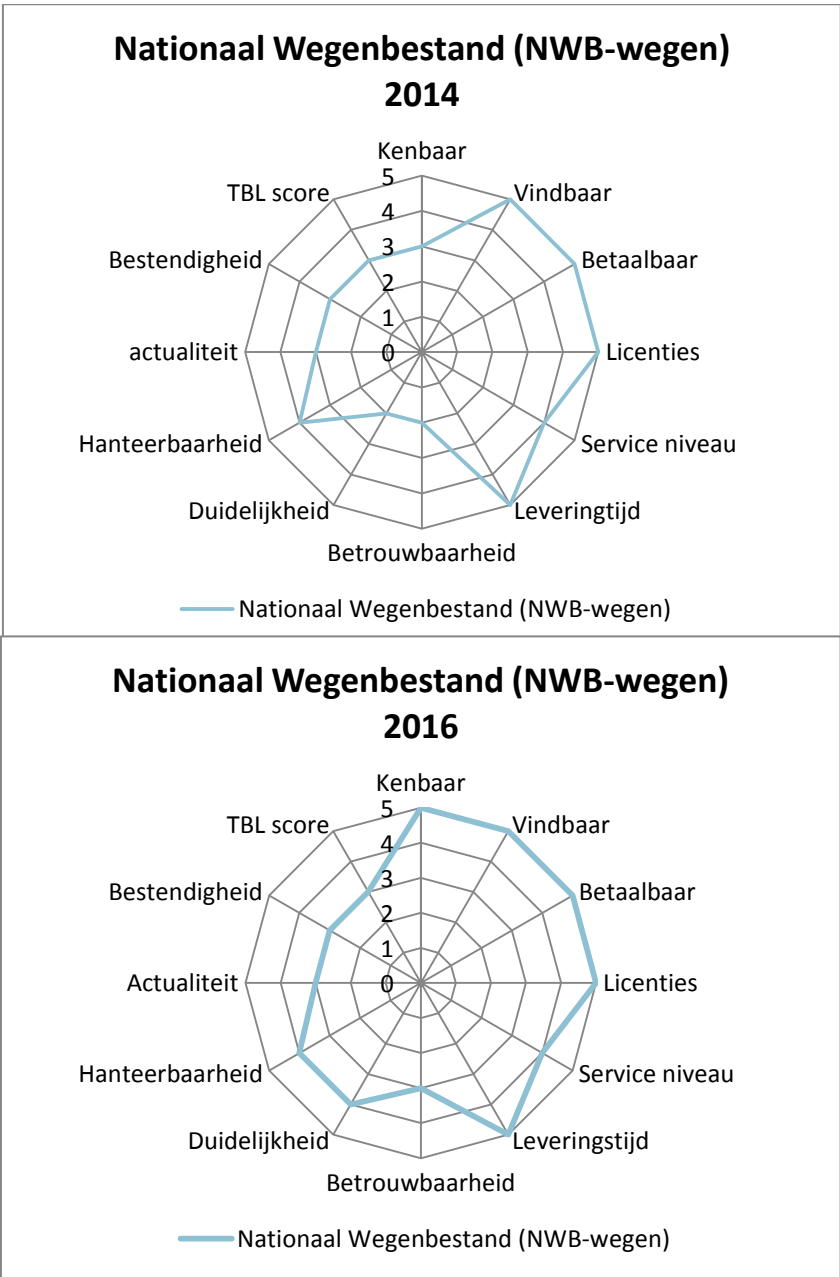 Nationaal Wegenbestand (NWB-wegen)
2014
Kenbaar
5
TBL score
Vindbaar
4
Bestendigheid
3
Betaalbaar
2
1
actualiteit
0
Licenties
Hanteerbaarheid
Service niveau
Duidelijkheid
Leveringtijd
Betrouwbaarheid
Nationaal Wegenbestand (NWB-wegen)
Nationaal Wegenbestand (NWB-wegen)
2016
Kenbaar
5
TBL score
Vindbaar
4
Bestendigheid
3
Betaalbaar
2
1
Actualiteit
0
Licenties
Hanteerbaarheid
Service niveau
Duidelijkheid
Leveringstijd
Betrouwbaarheid
Nationaal Wegenbestand (NWB-wegen)